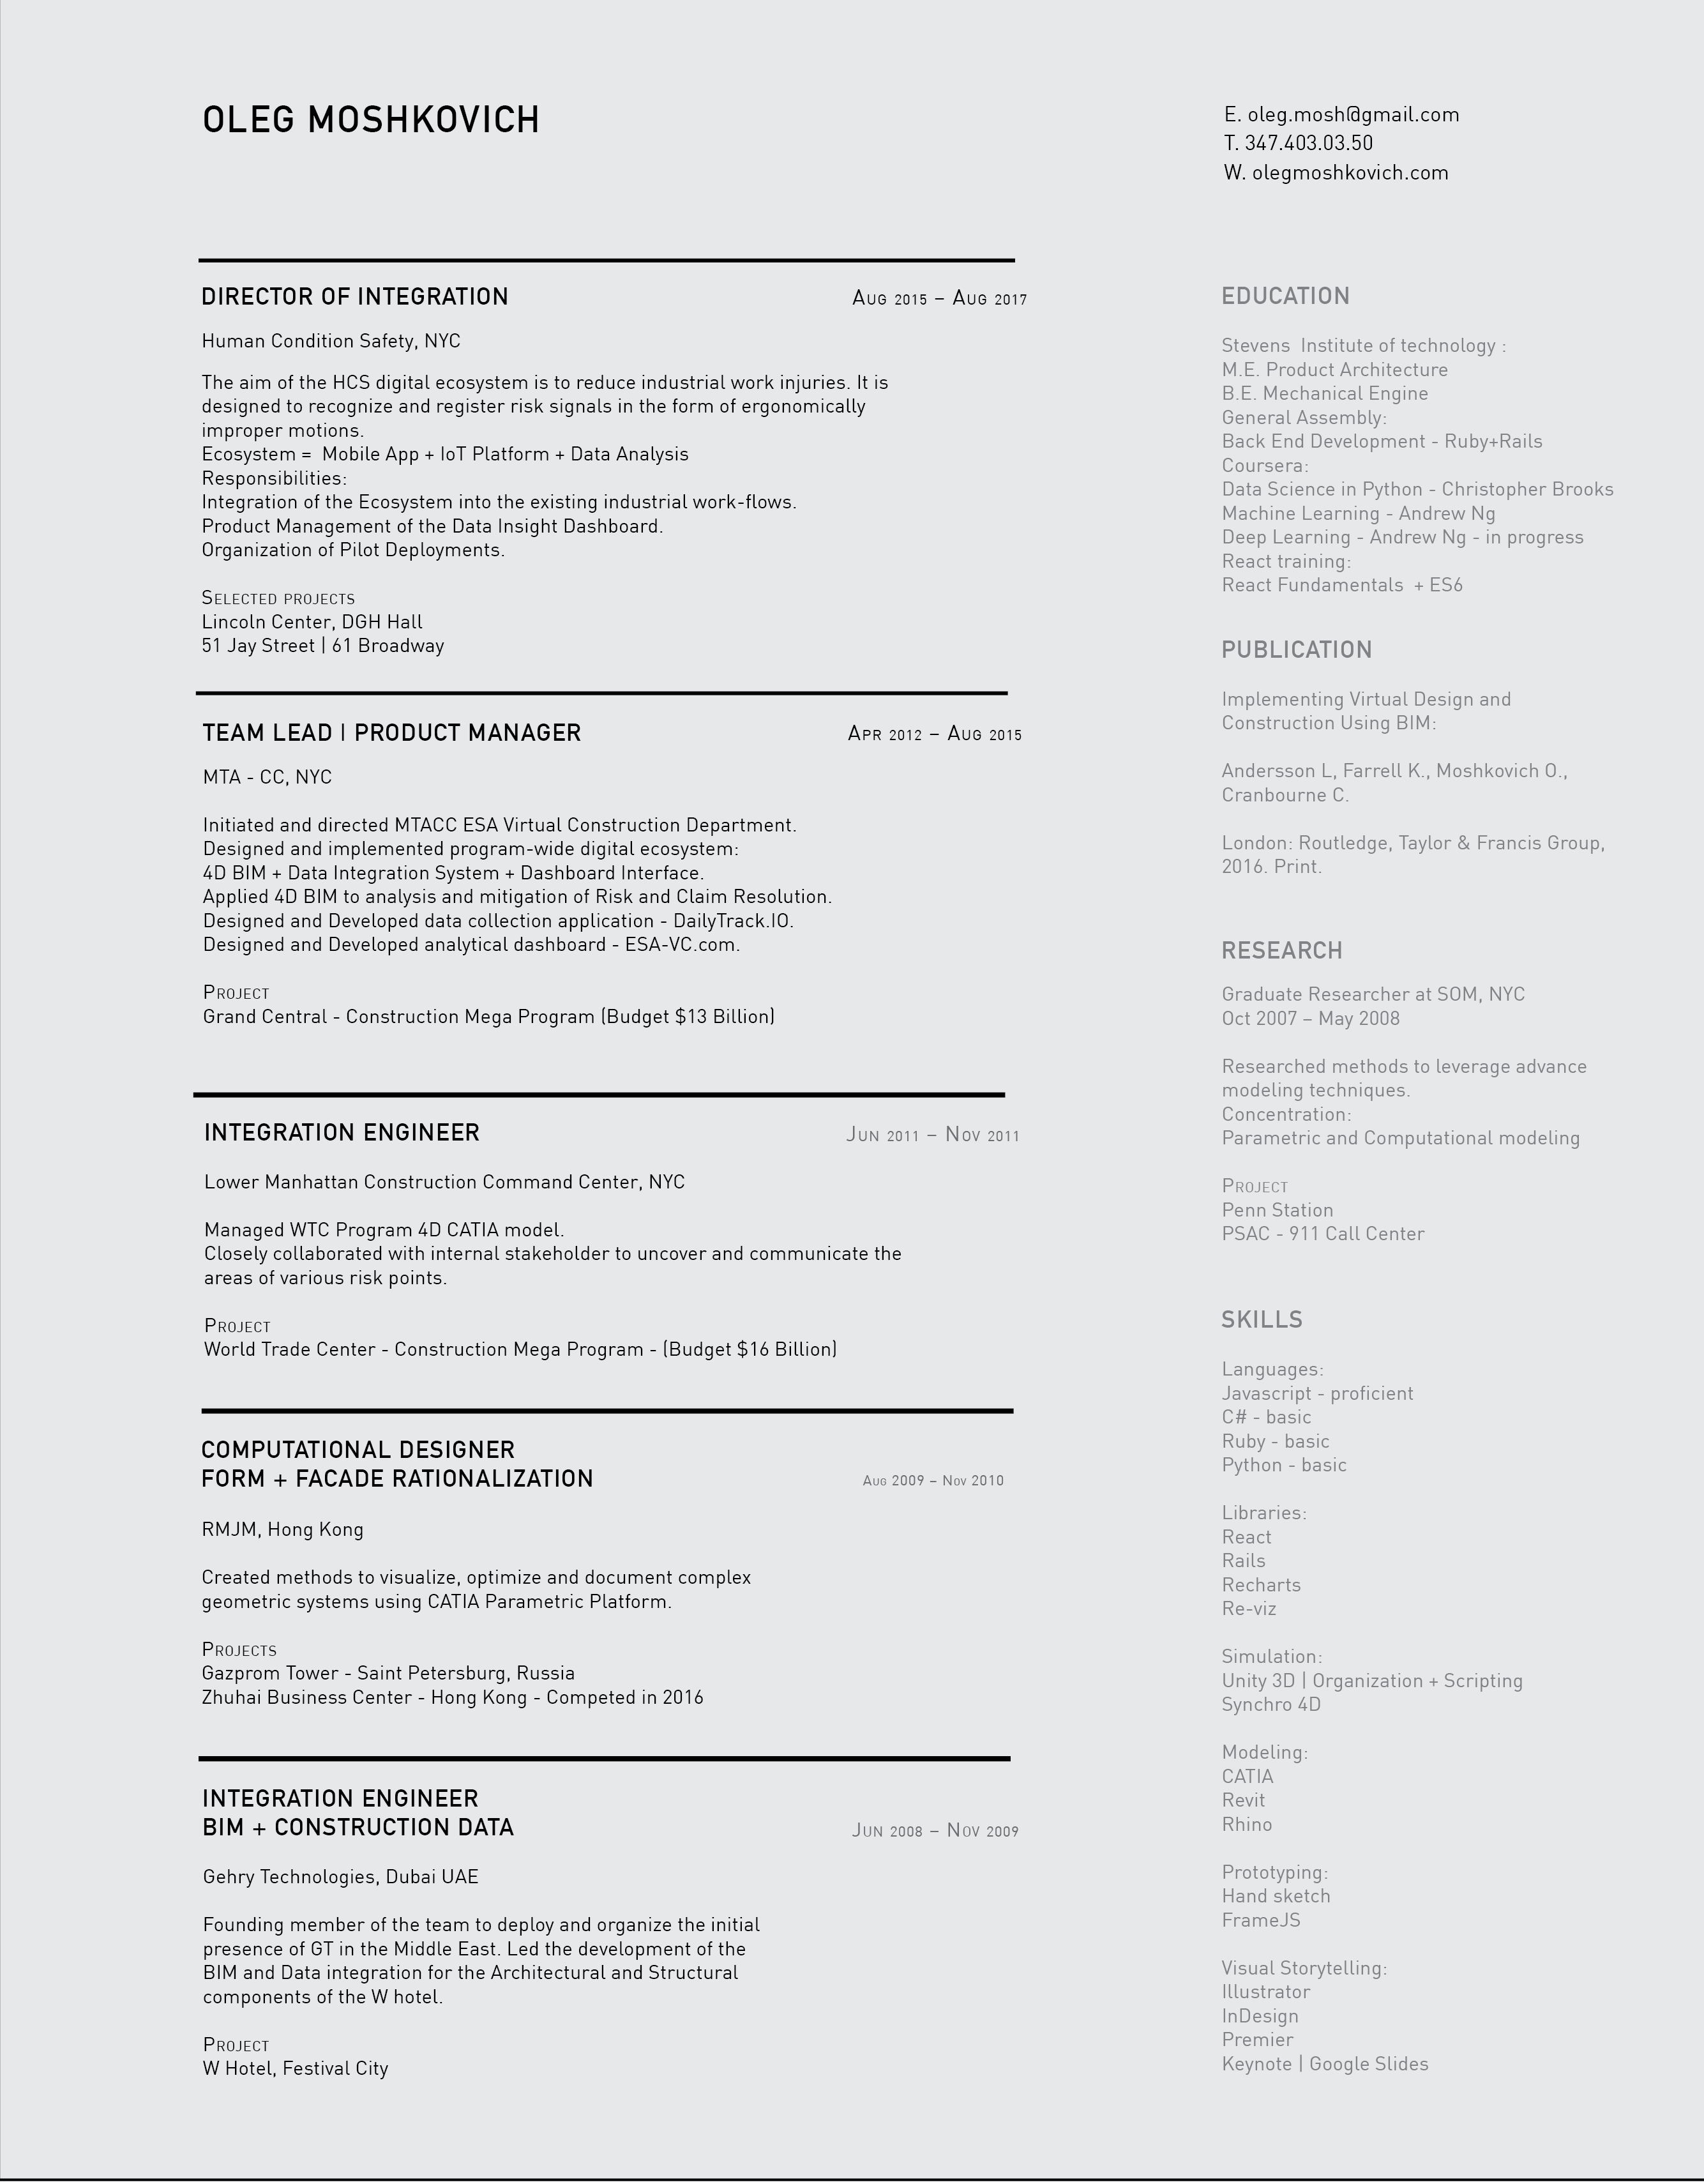 OLEG MOSHKOVICH
E. oleg.mosh@gmail.com
T. 347.403.03.50
W. olegmoshkovich.com
DIRECTOR OF INTEGRATION
Aug 2015 – Aug 2017
Human Condition Safety, NYC
The aim of the HCS digital ecosystem is to reduce industrial work injuries. It is
designed to recognize and register risk signals in the form of ergonomically
improper motions.
Ecosystem = Mobile App + IoT Platform + Data Analysis
Responsibilities:
Integration of the Ecosystem into the existing industrial work-flows.
Product Management of the Data Insight Dashboard.
Organization of Pilot Deployments.
Selected projects
Lincoln Center, DGH Hall
51 Jay Street | 61 Broadway
TEAM LEAD | PRODUCT MANAGER
Apr 2012 – Aug 2015
MTA - CC, NYC
Initiated and directed MTACC ESA Virtual Construction Department.
Designed and implemented program-wide digital ecosystem:
4D BIM + Data Integration System + Dashboard Interface.
Applied 4D BIM to analysis and mitigation of Risk and Claim Resolution.
Designed and Developed data collection application - DailyTrack.IO.
Designed and Developed analytical dashboard - ESA-VC.com.
Project
Grand Central - Construction Mega Program (Budget $13 Billion)
INTEGRATION ENGINEER
Jun 2011 – Nov 2011
Lower Manhattan Construction Command Center, NYC
Managed WTC Program 4D CATIA model.
Closely collaborated with internal stakeholder to uncover and communicate the
areas of various risk points.
Project
World Trade Center - Construction Mega Program - (Budget $16 Billion)
COMPUTATIONAL DESIGNER
FORM + FACADE RATIONALIZATION
Aug 2009 – Nov 2010
RMJM, Hong Kong
Created methods to visualize, optimize and document complex
geometric systems using CATIA Parametric Platform.
Projects
Gazprom Tower - Saint Petersburg, Russia
Zhuhai Business Center - Hong Kong - Competed in 2016
INTEGRATION ENGINEER
BIM + CONSTRUCTION DATA
Jun 2008 – Nov 2009
Gehry Technologies, Dubai UAE
Founding member of the team to deploy and organize the initial
presence of GT in the Middle East. Led the development of the
BIM and Data integration for the Architectural and Structural
components of the W hotel.
Project
W Hotel, Festival City
EDUCATION
Stevens Institute of technology :
M.E. Product Architecture
B.E. Mechanical Engine
General Assembly:
Back End Development - Ruby+Rails
Coursera:
Data Science in Python - Christopher Brooks
Machine Learning - Andrew Ng
Deep Learning - Andrew Ng - in progress
React training:
React Fundamentals + ES6
PUBLICATION
Implementing Virtual Design and
Construction Using BIM:
Andersson L, Farrell K., Moshkovich O.,
Cranbourne C.
London: Routledge, Taylor & Francis Group,
2016. Print.
RESEARCH
Graduate Researcher at SOM, NYC
Oct 2007 – May 2008
Researched methods to leverage advance
modeling techniques.
Concentration:
Parametric and Computational modeling
Project
Penn Station
PSAC - 911 Call Center
SKILLS
Languages:
Javascript - proficient
C# - basic
Ruby - basic
Python - basic
Libraries:
React
Rails
Recharts
Re-viz
Simulation:
Unity 3D | Organization + Scripting
Synchro 4D
Modeling:
CATIA
Revit
Rhino
Prototyping:
Hand sketch
FrameJS
Visual Storytelling:
Illustrator
InDesign
Premier
Keynote | Google Slides